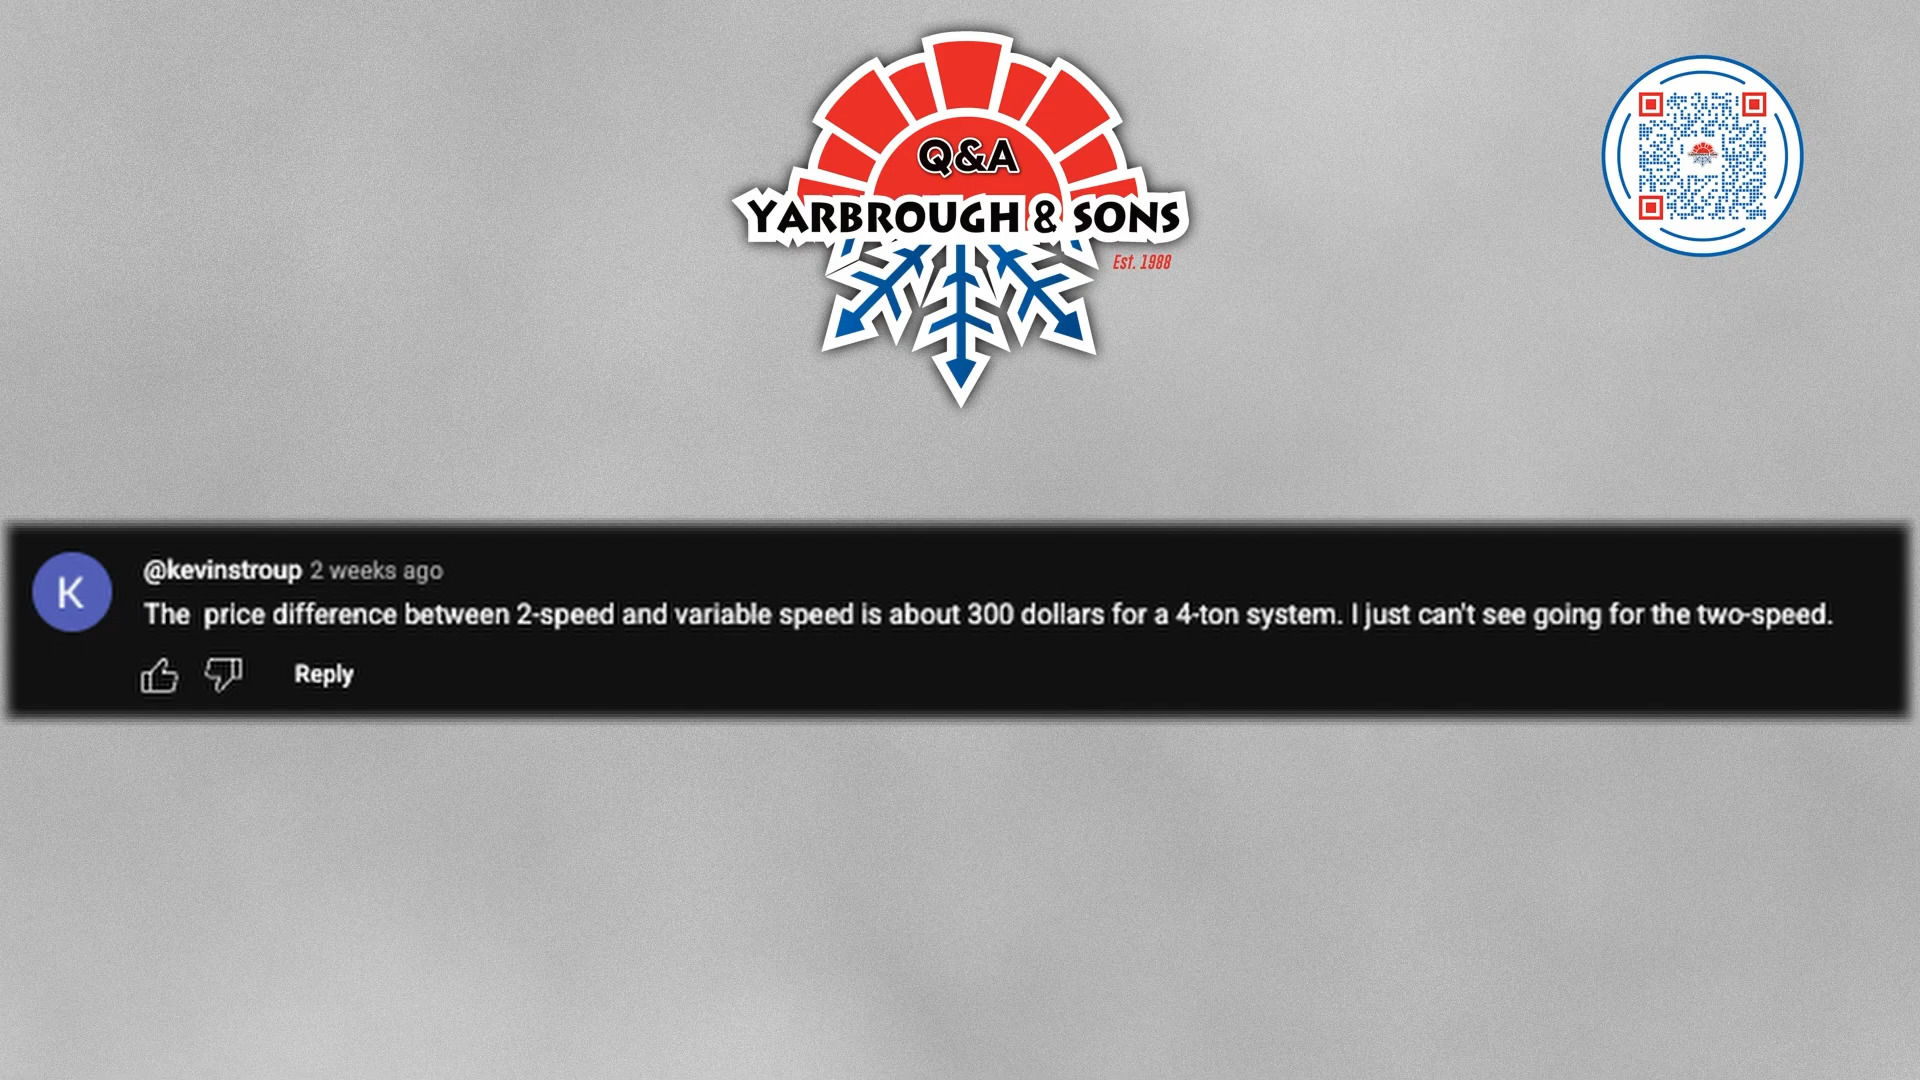 Q&A
YARBROUGH & SONS
Est. 1988
K
@kevinstroup 2 weeks ago
The  price difference between 2-speed and variable speed is about 300 dollars for a 4-ton system. I just can't see going for the two-speed.
Reply